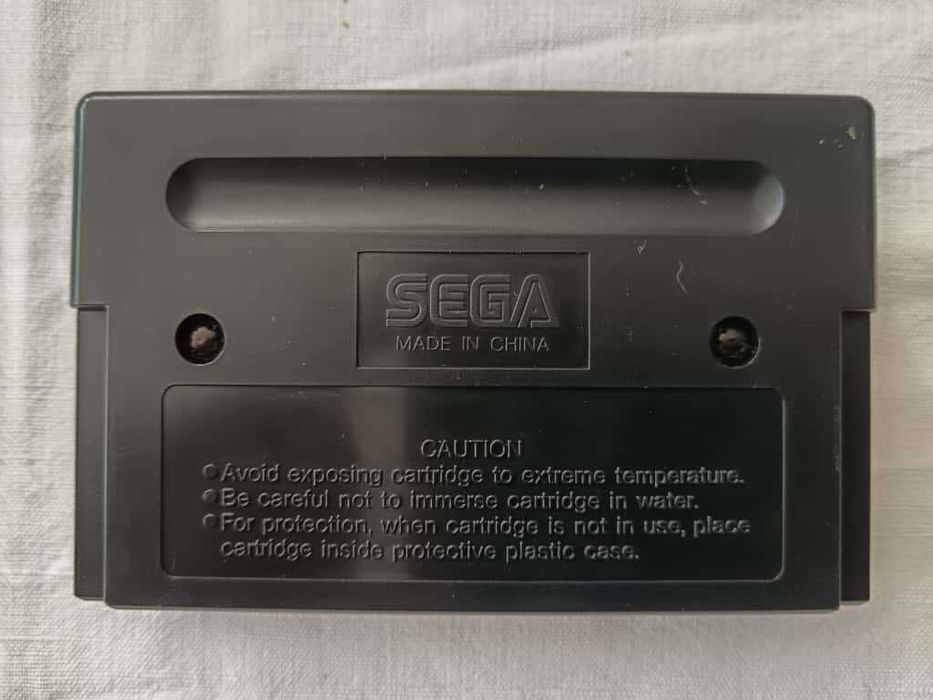 SEGA
MADE IN CHINA
CAUTION
● Avoid exposing cartridge to extreme temperature.
● Be careful not to immerse cartridge in water.
● For protection, when cartridge is not in use, place
cartridge inside protective plastic case.